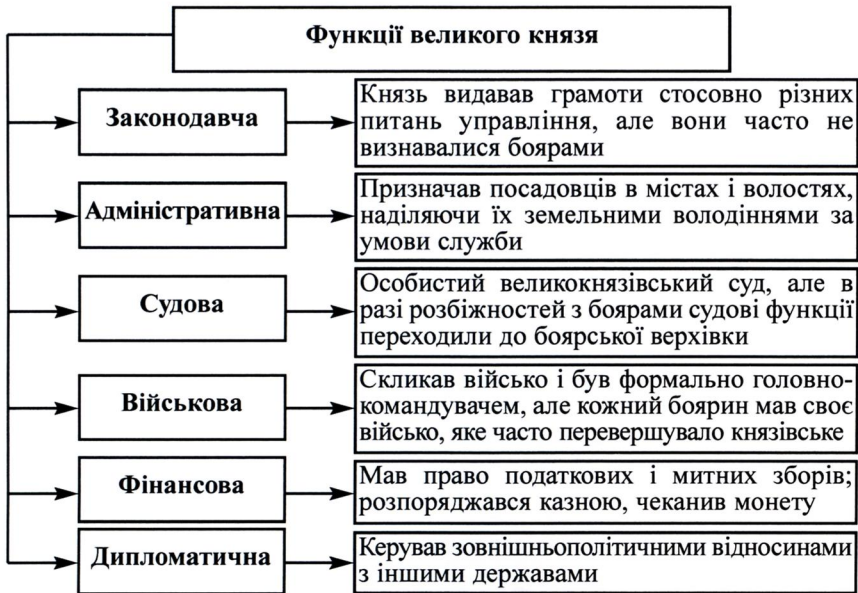 Функції великого князя
Законодавча
Князь видавав грамоти стосовно різних
питань управління, але вони часто не
визнавалися боярами
Адміністративна
Призначав посадовців в містах і волостях,
наділяючи їх земельними володіннями за
умови служби
Судова
Особистий великокнязівський суд, але в
разі розбіжностей з боярами судові функції
переходили до боярської верхівки
Військова
Скликав військо і був формально головно-
командувачем, але кожний боярин мав своє
військо, яке часто перевершувало князівське
Фінансова
Мав право податкових і митних зборів;
розпоряджався казною, чеканив монету
Дипломатична
Керував зовнішньополітичними відносинами
з іншими державами